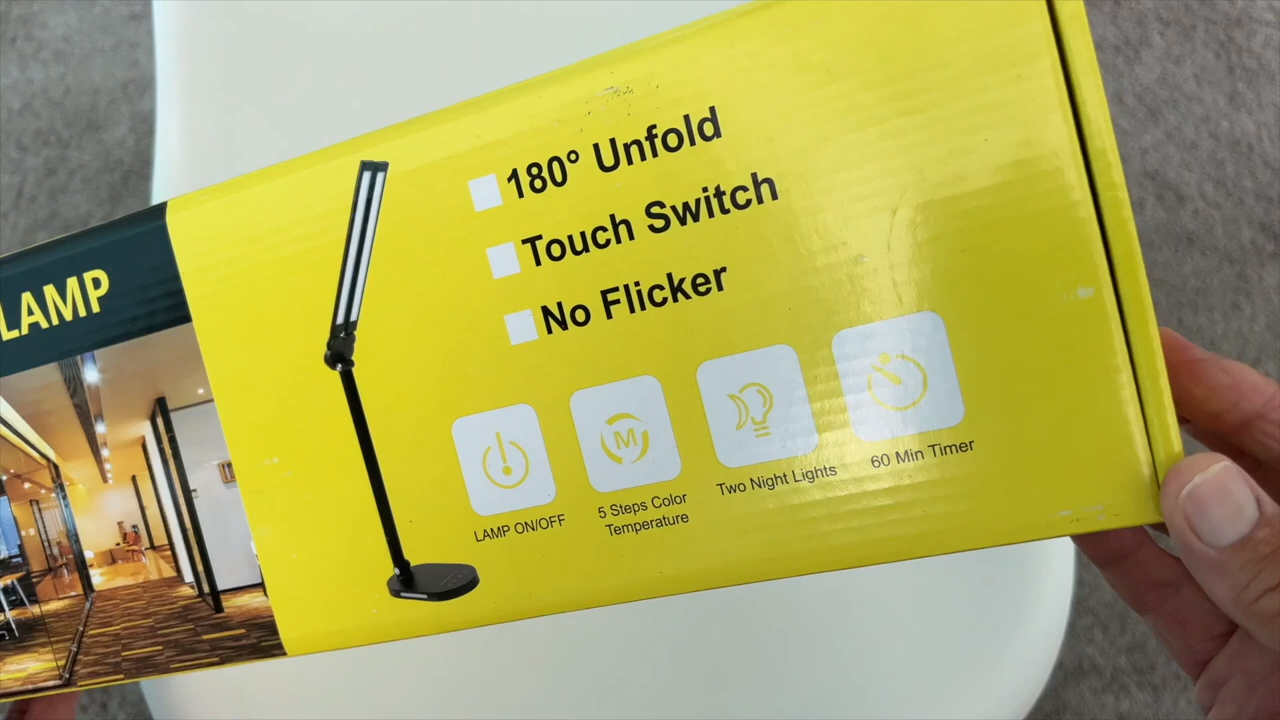 LAMP
180° Unfold
Touch Switch
No Flicker
M
LAMP ON/OFF
5 Steps Color
Temperature
Two Night Lights
60 Min Timer